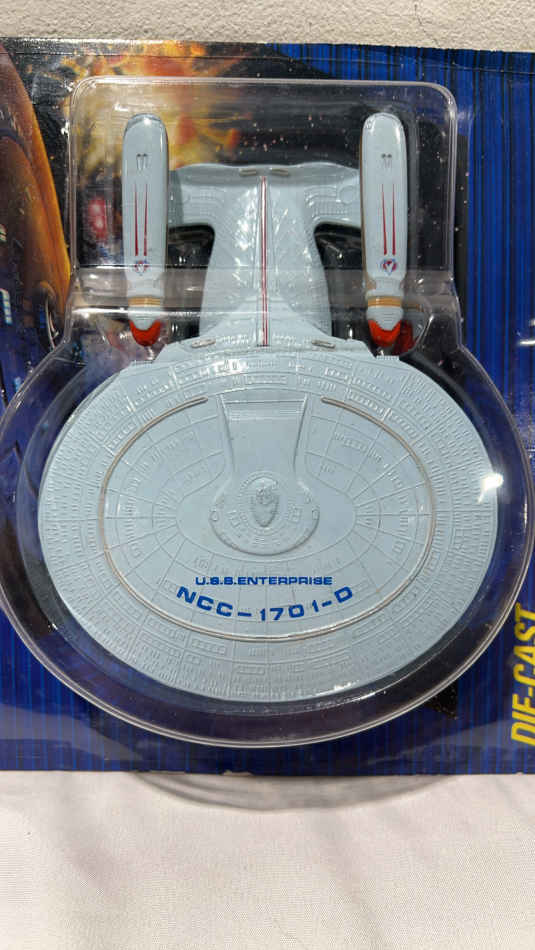 U.S.S. ENTERPRISE
NCC-1701-D
DIE-CAST